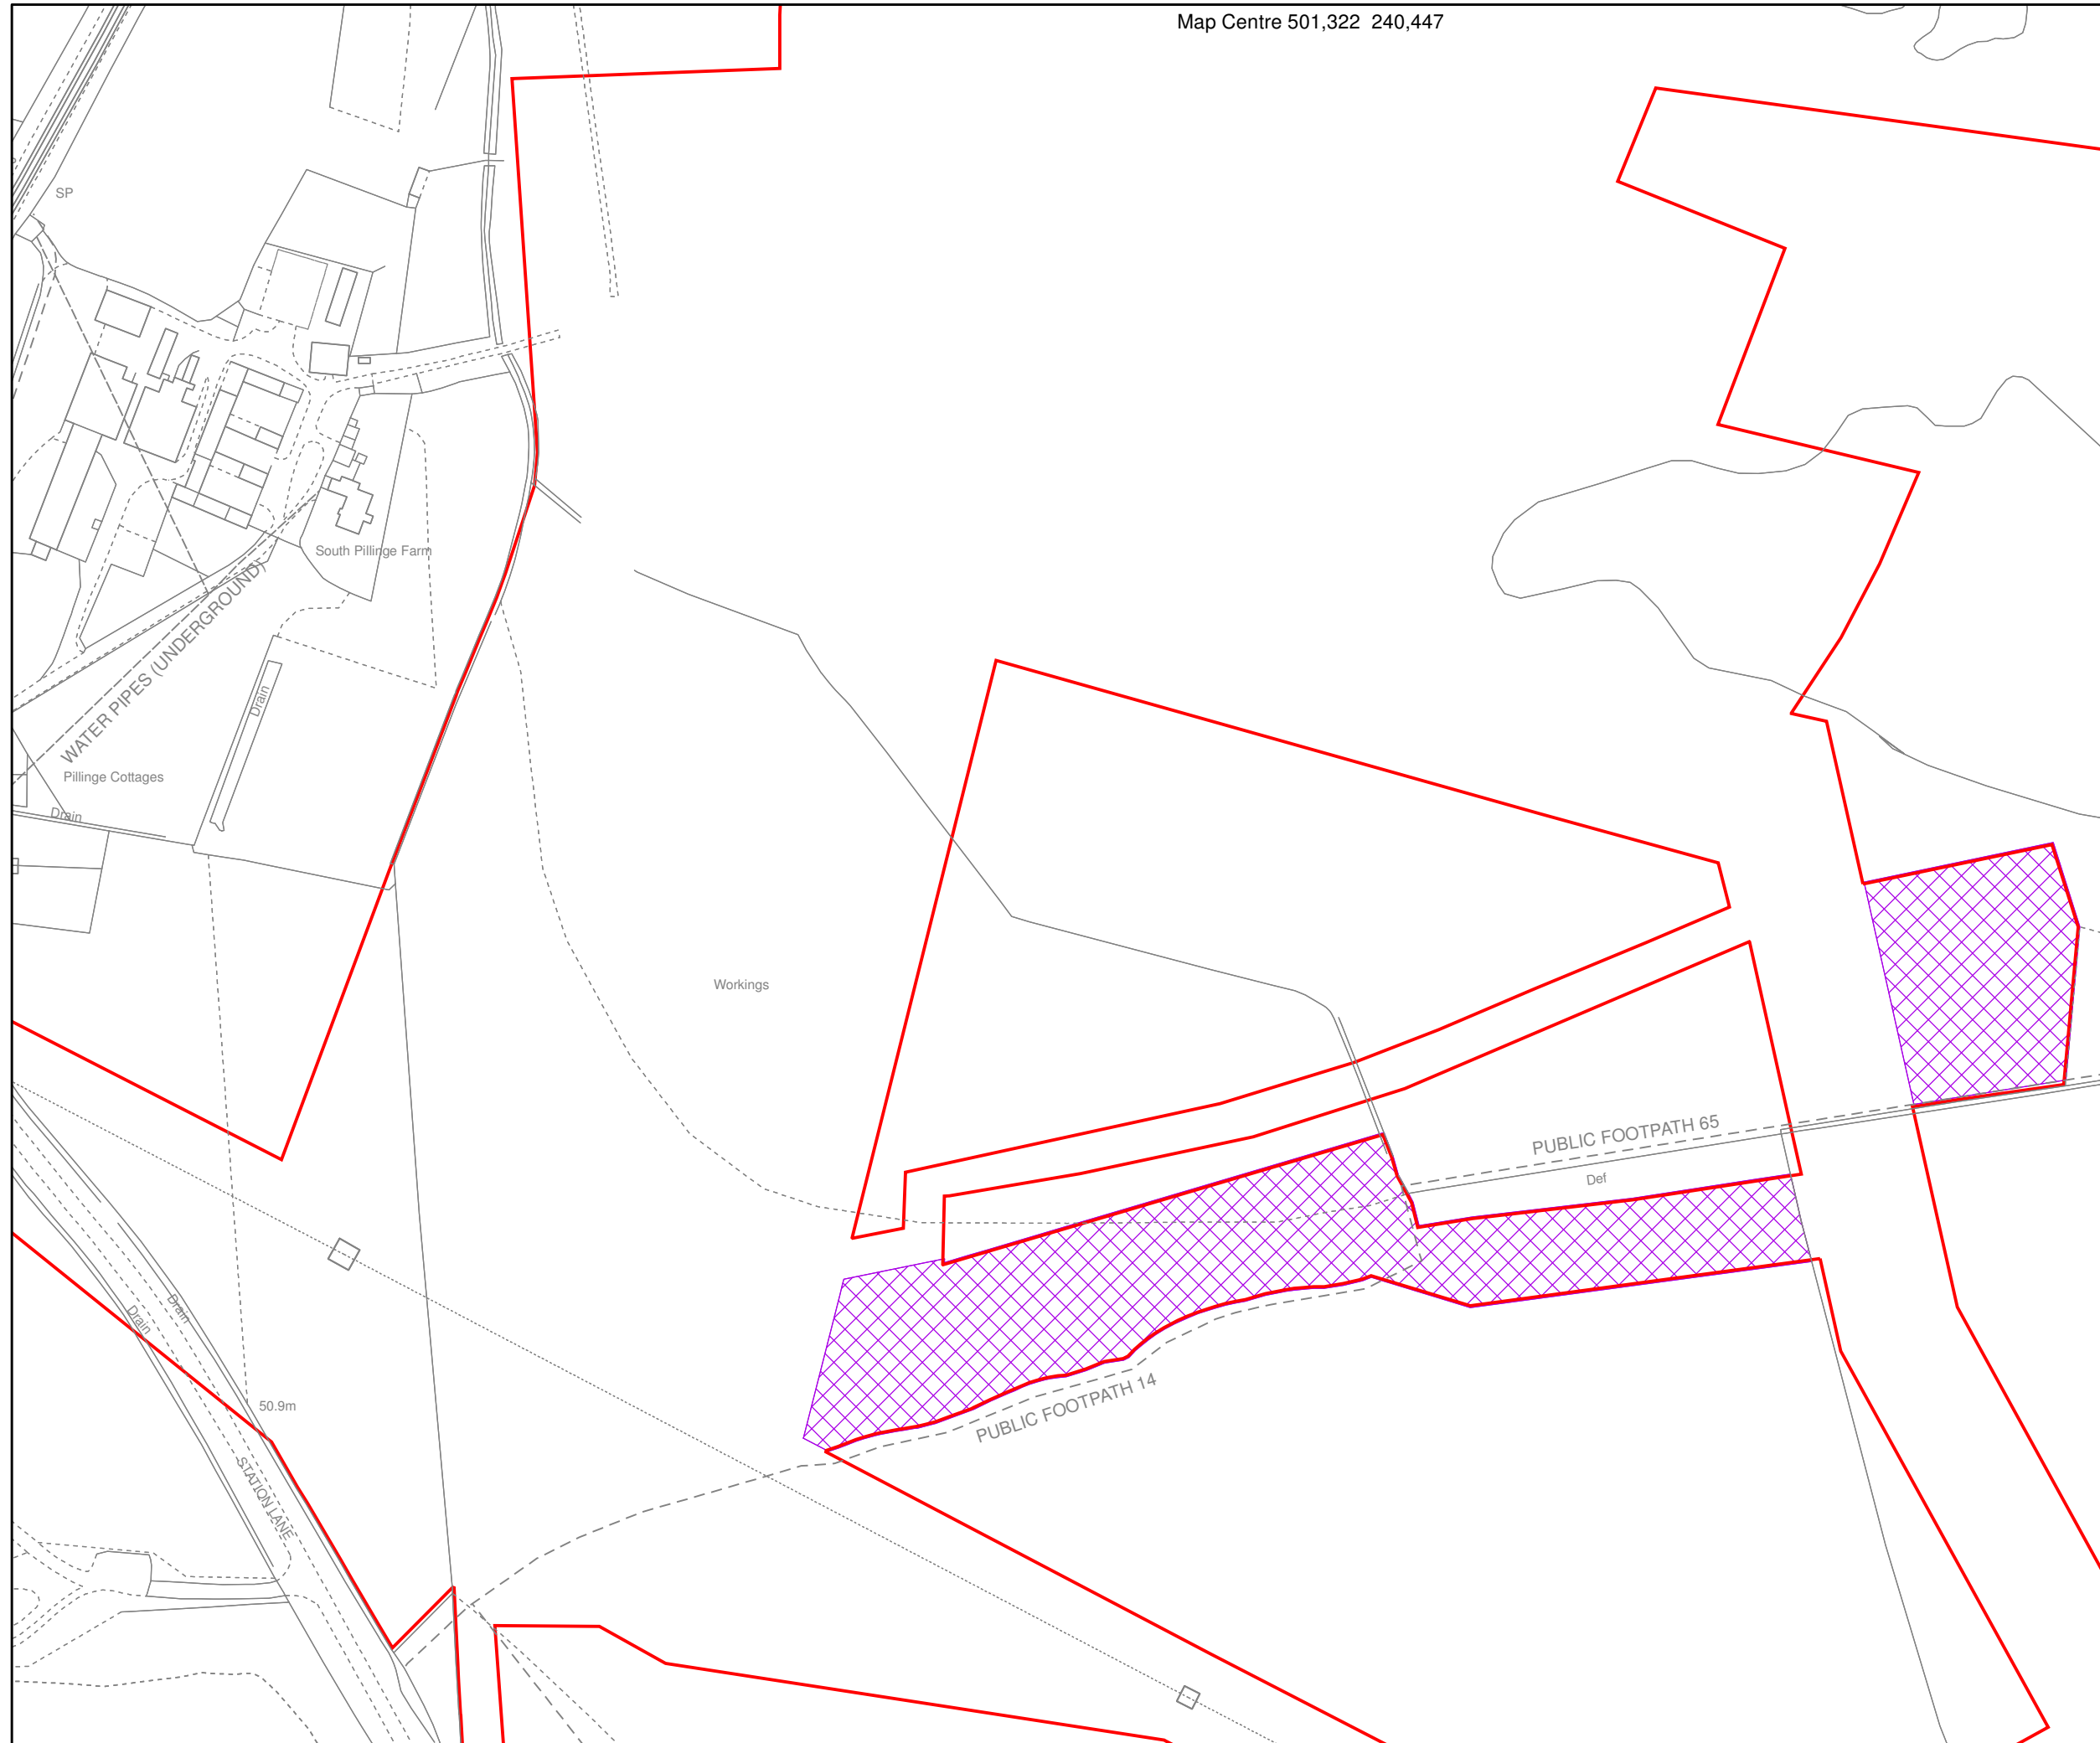 Map Centre 501,322 240,447
SP
South Pillinge Farm
WATER PIPES (UNDERGROUND)
Drain
Pillinge Cottages
Drain
Workings
PUBLIC FOOTPATH 65
Def
Drain
Drain
PUBLIC FOOTPATH 14
50.9m
STATION LANE